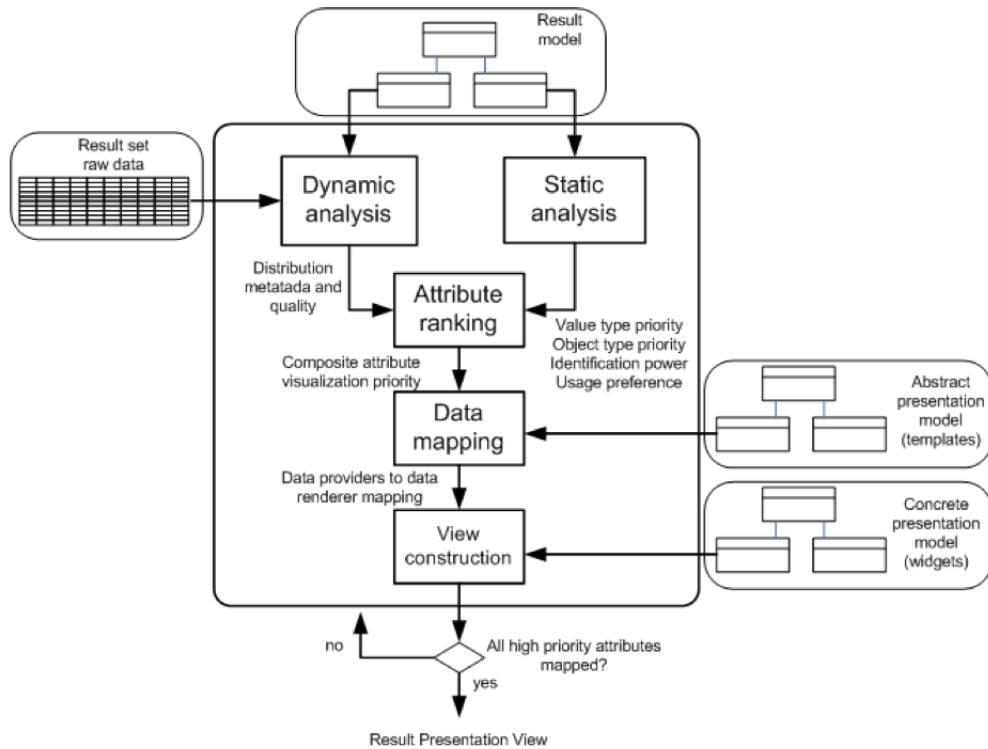 Result
model
Result set
raw data
Dynamic
analysis
Static
analysis
Distribution
metatada and
quality
Attribute
ranking
Value type priority
Object type priority
Identification power
Usage preference
Composite attribute
visualization priority
Abstract
presentation
model
(templates)
Data
mapping
Data providers to data
renderer mapping
Concrete
presentation
model
(widgets)
View
construction
no
All high priority attributes
mapped?
yes
Result Presentation View